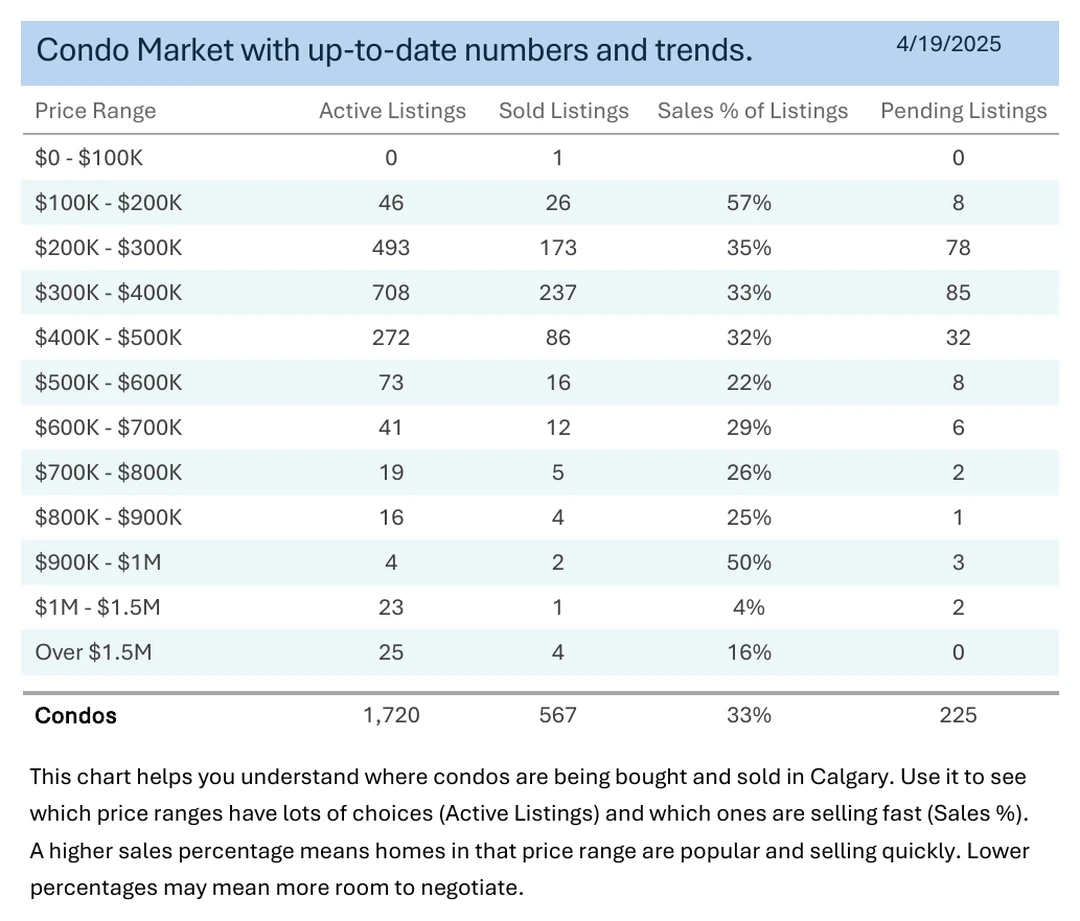 Condo Market with up-to-date numbers and trends. 4/19/2025
Price Range Active Listings Sold Listings Sales % of Listings Pending Listings
$0 - $100K 0 1 0
$100K - $200K 46 26 57% 8
$200K - $300K 493 173 35% 78
$300K - $400K 708 237 33% 85
$400K - $500K 272 86 32% 32
$500K - $600K 73 16 22% 8
$600K - $700K 41 12 29% 6
$700K - $800K 19 5 26% 2
$800K - $900K 16 4 25% 1
$900K - $1M 4 2 50% 3
$1M - $1.5M 23 1 4% 2
Over $1.5M 25 4 16% 0
Condos 1,720 567 33% 225
This chart helps you understand where condos are being bought and sold in Calgary. Use it to see
which price ranges have lots of choices (Active Listings) and which ones are selling fast (Sales %).
A higher sales percentage means homes in that price range are popular and selling quickly. Lower
percentages may mean more room to negotiate.